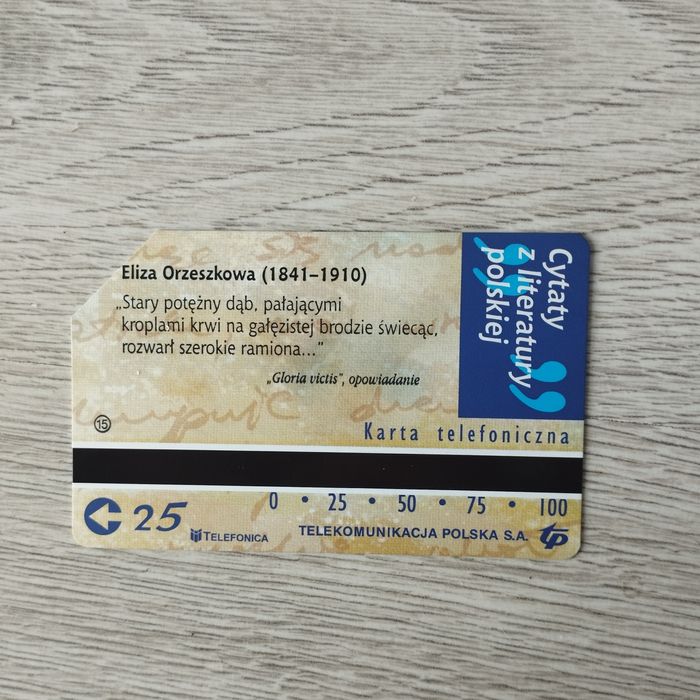 Eliza Orzeszkowa (1841–1910)
„Stary potężny dąb, pałającymi
kroplami krwi na gałęzistej brodzie świecąc,
rozwarł szerokie ramiona..."
„Gloria victis", opowiadanie
Cytaty
z literatury
polskiej
15
Karta telefoniczna
0 • 25 • 50 • 75 • 100
25
TELEFONICA
TELEKOMUNIKACJA POLSKA S.A.
tp